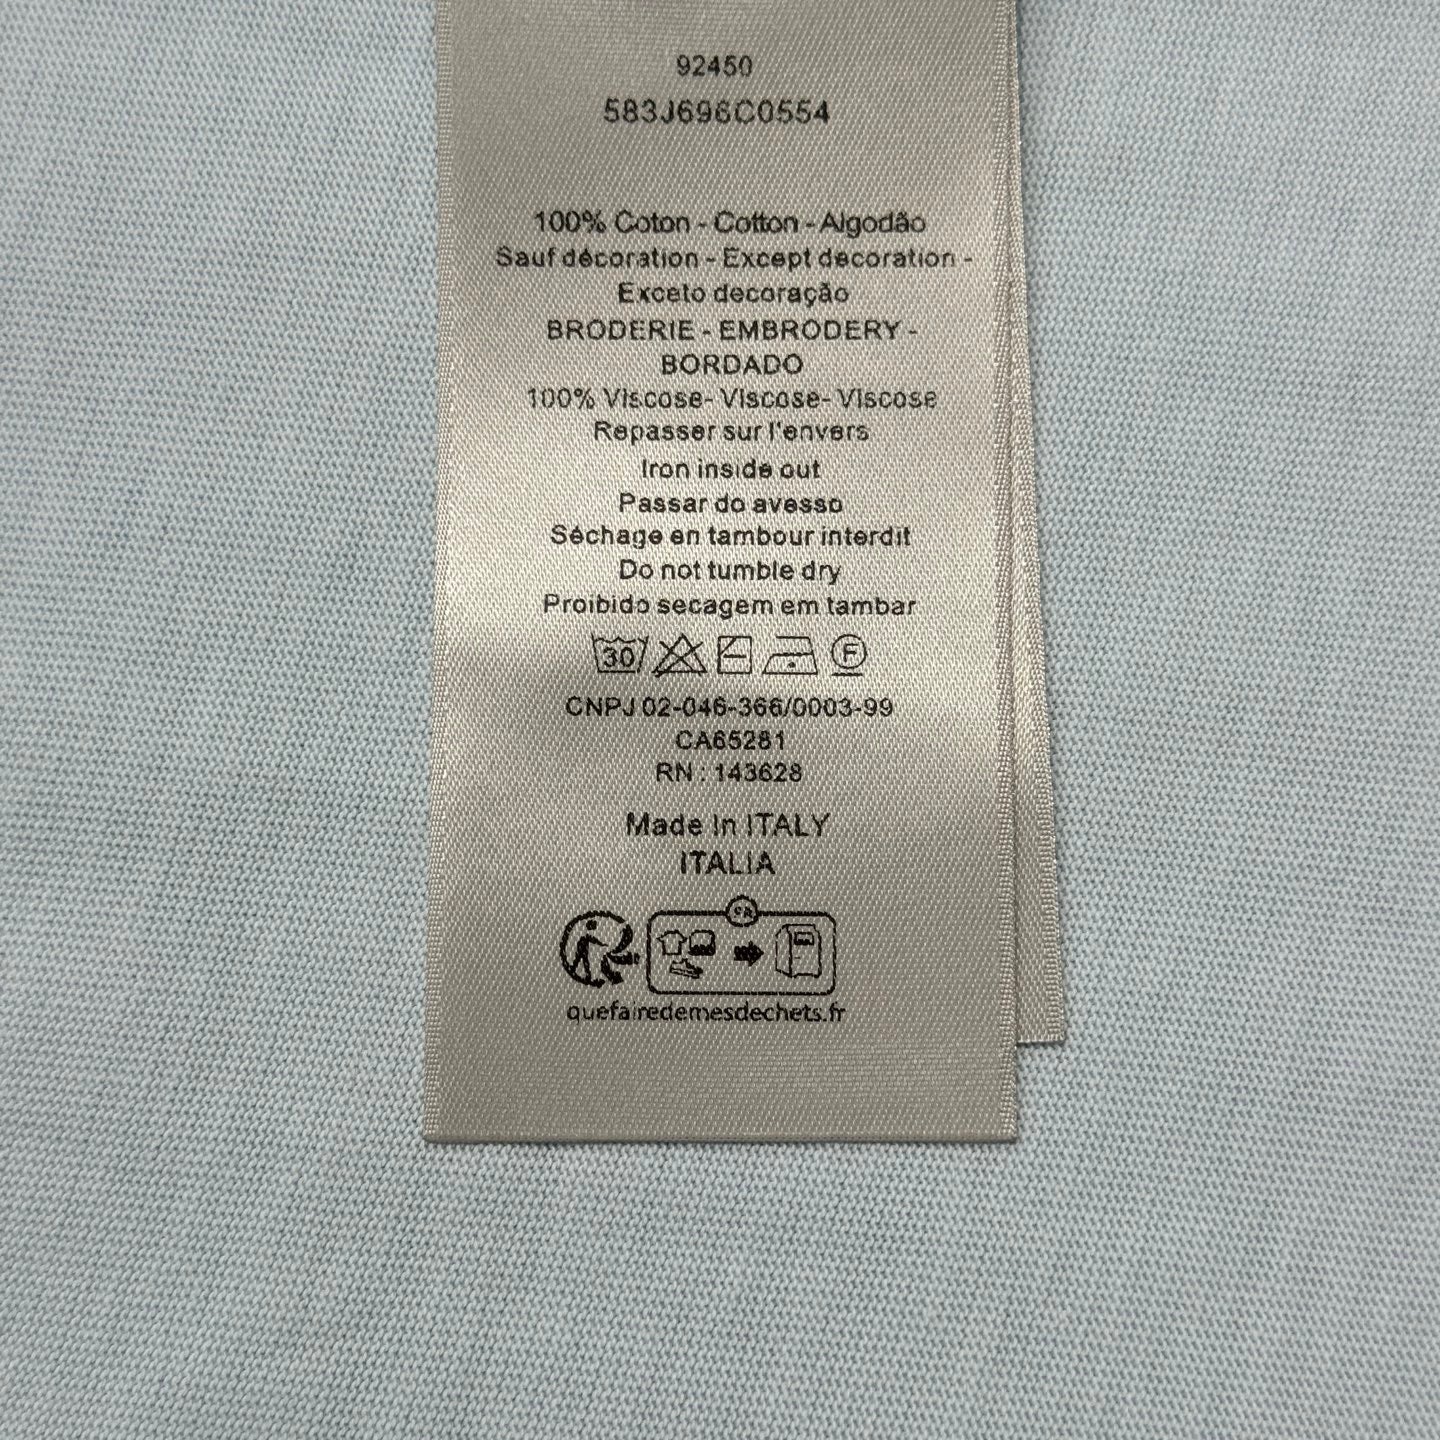 92450
583J696C0554
100% Coton - Cotton - Algodão
Sauf décoration - Except decoration -
Exceto decoração
BRODERIE - EMBRODERY -
BORDADO
100% Viscose- Viscose- Viscose
Repasser sur l'envers
Iron inside out
Passar do avesso
Séchage en tambour interdit
Do not tumble dry
Proibido secagem em tambar
30 F
CNPJ 02-046-366/0003-99
CA65281
RN : 143628
Made In ITALY
ITALIA
FR
quefairedemesdechets.fr